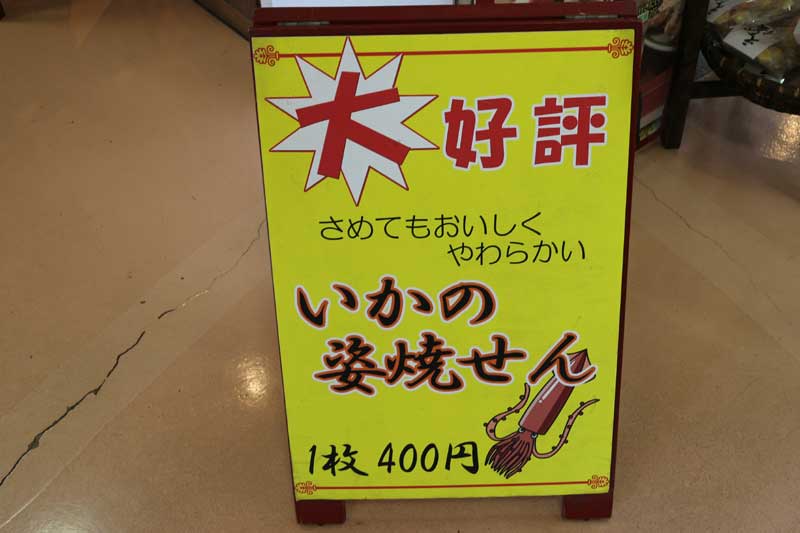 大好評
さめてもおいしく
やわらかい
いかの
姿焼せん
1枚 400円